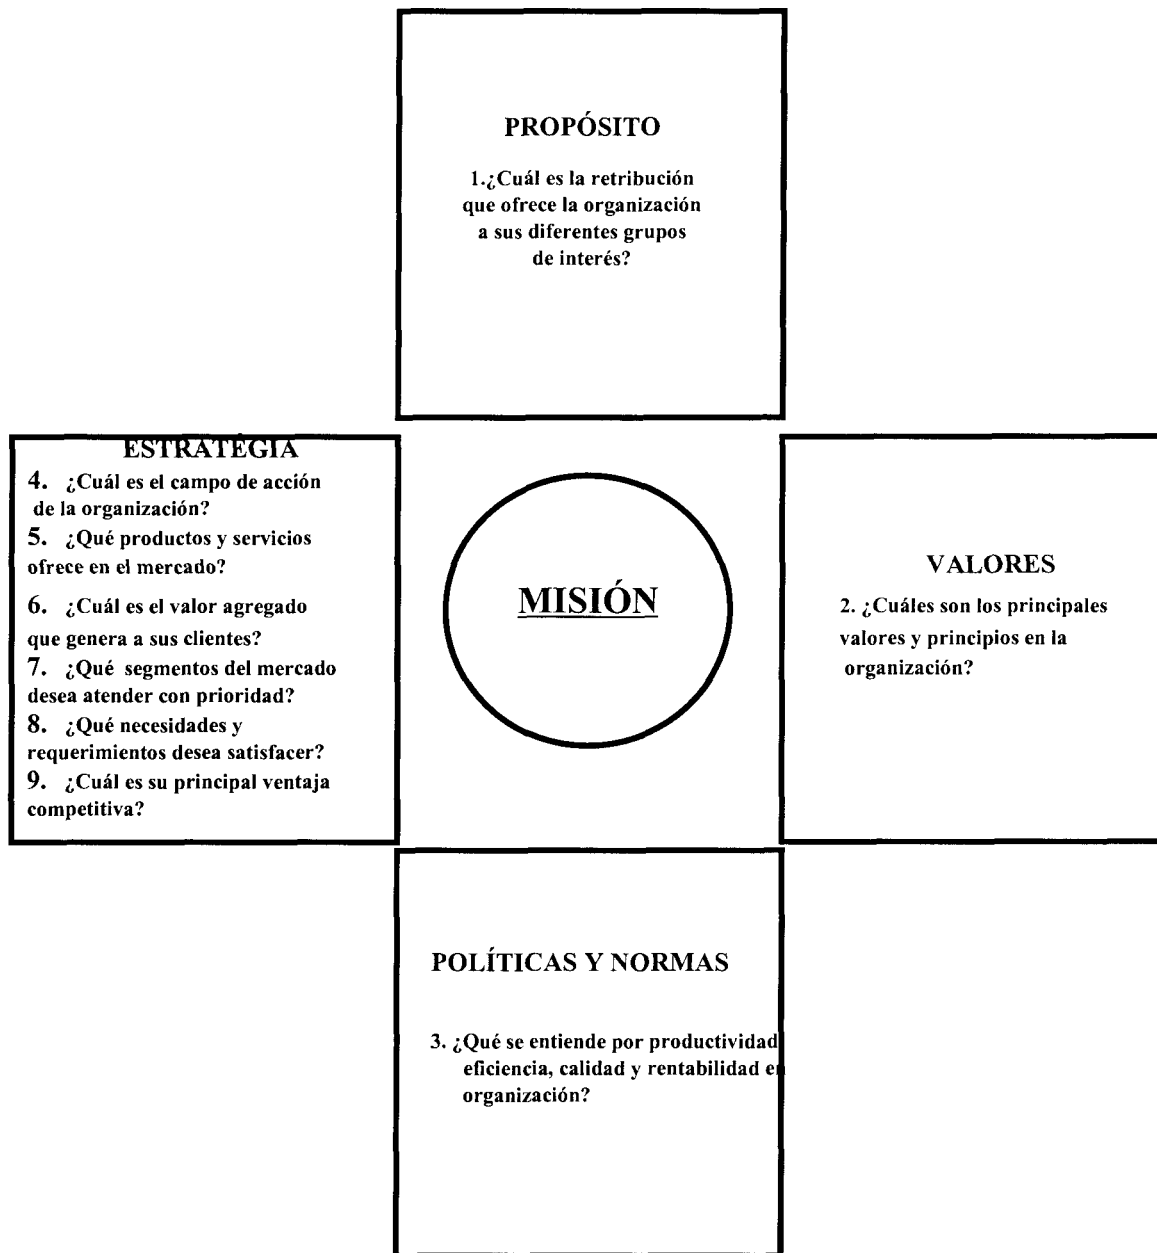 PROPÓSITO
1.¿Cuál es la retribución
que ofrece la organización
a sus diferentes grupos
de interés?
ESTRATEGIA
4. ¿Cuál es el campo de acción
de la organización?
5. ¿Qué productos y servicios
ofrece en el mercado?
6. ¿Cuál es el valor agregado
que genera a sus clientes?
7. ¿Qué segmentos del mercado
desea atender con prioridad?
8. ¿Qué necesidades y
requerimientos desea satisfacer?
9. ¿Cuál es su principal ventaja
competitiva?
MISIÓN
VALORES
2. ¿Cuáles son los principales
valores y principios en la
organización?
POLÍTICAS Y NORMAS
3. ¿Qué se entiende por productividad
eficiencia, calidad y rentabilidad en
organización?